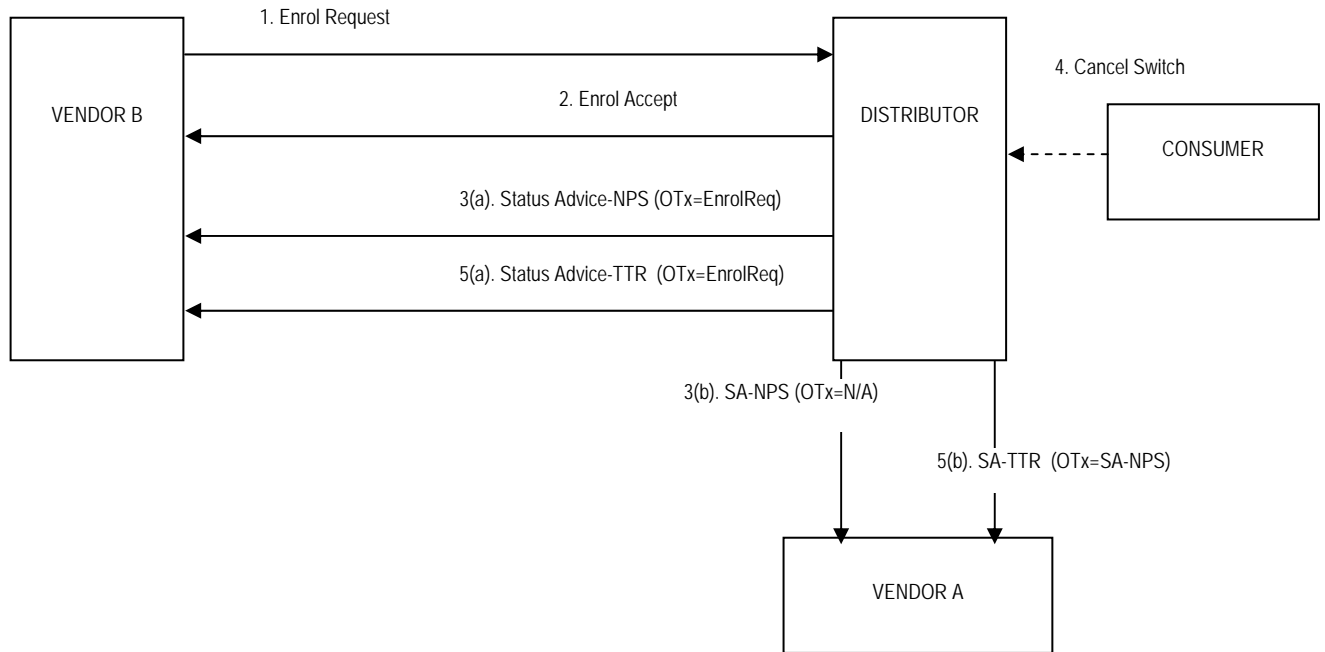 1. Enrol Request
4. Cancel Switch
2. Enrol Accept
VENDOR B
DISTRIBUTOR
CONSUMER
3(a). Status Advice-NPS (OTx=EnrolReq)
5(a). Status Advice-TTR (OTx=EnrolReq)
3(b). SA-NPS (OTx=N/A)
5(b). SA-TTR (OTx=SA-NPS)
VENDOR A